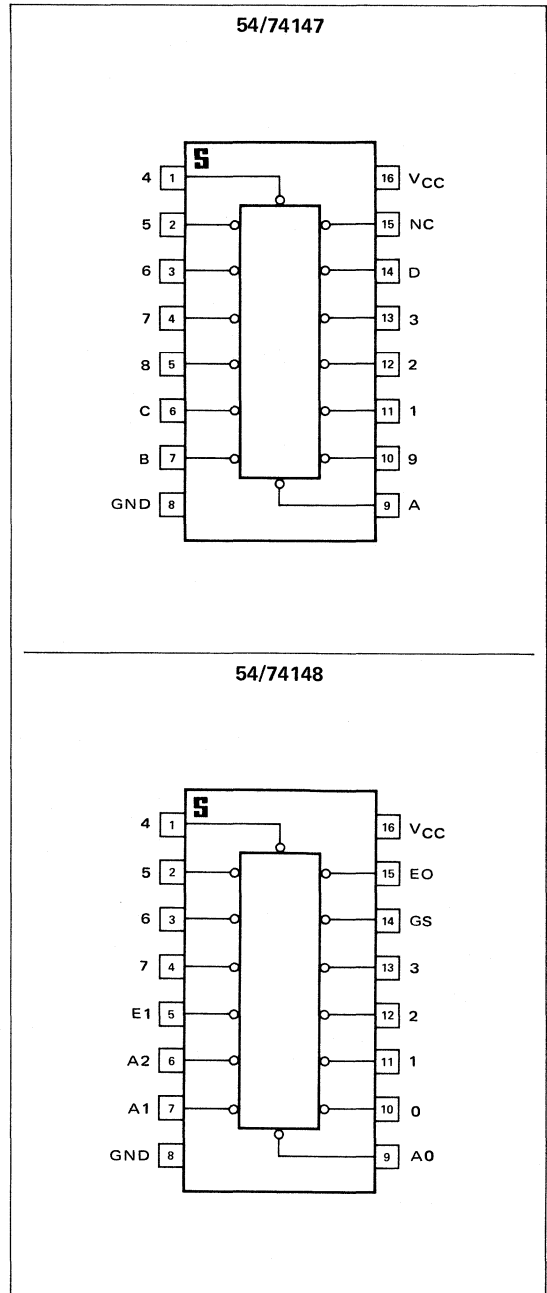 54/74147
S
4 1 16 VCC
5 2 15 NC
6 3 14 D
7 4 13 3
8 5 12 2
C 6 11 1
B 7 10 9
GND 8 9 A
54/74148
S
4 1 16 VCC
5 2 15 EO
6 3 14 GS
7 4 13 3
E1 5 12 2
A2 6 11 1
A1 7 10 0
GND 8 9 A0